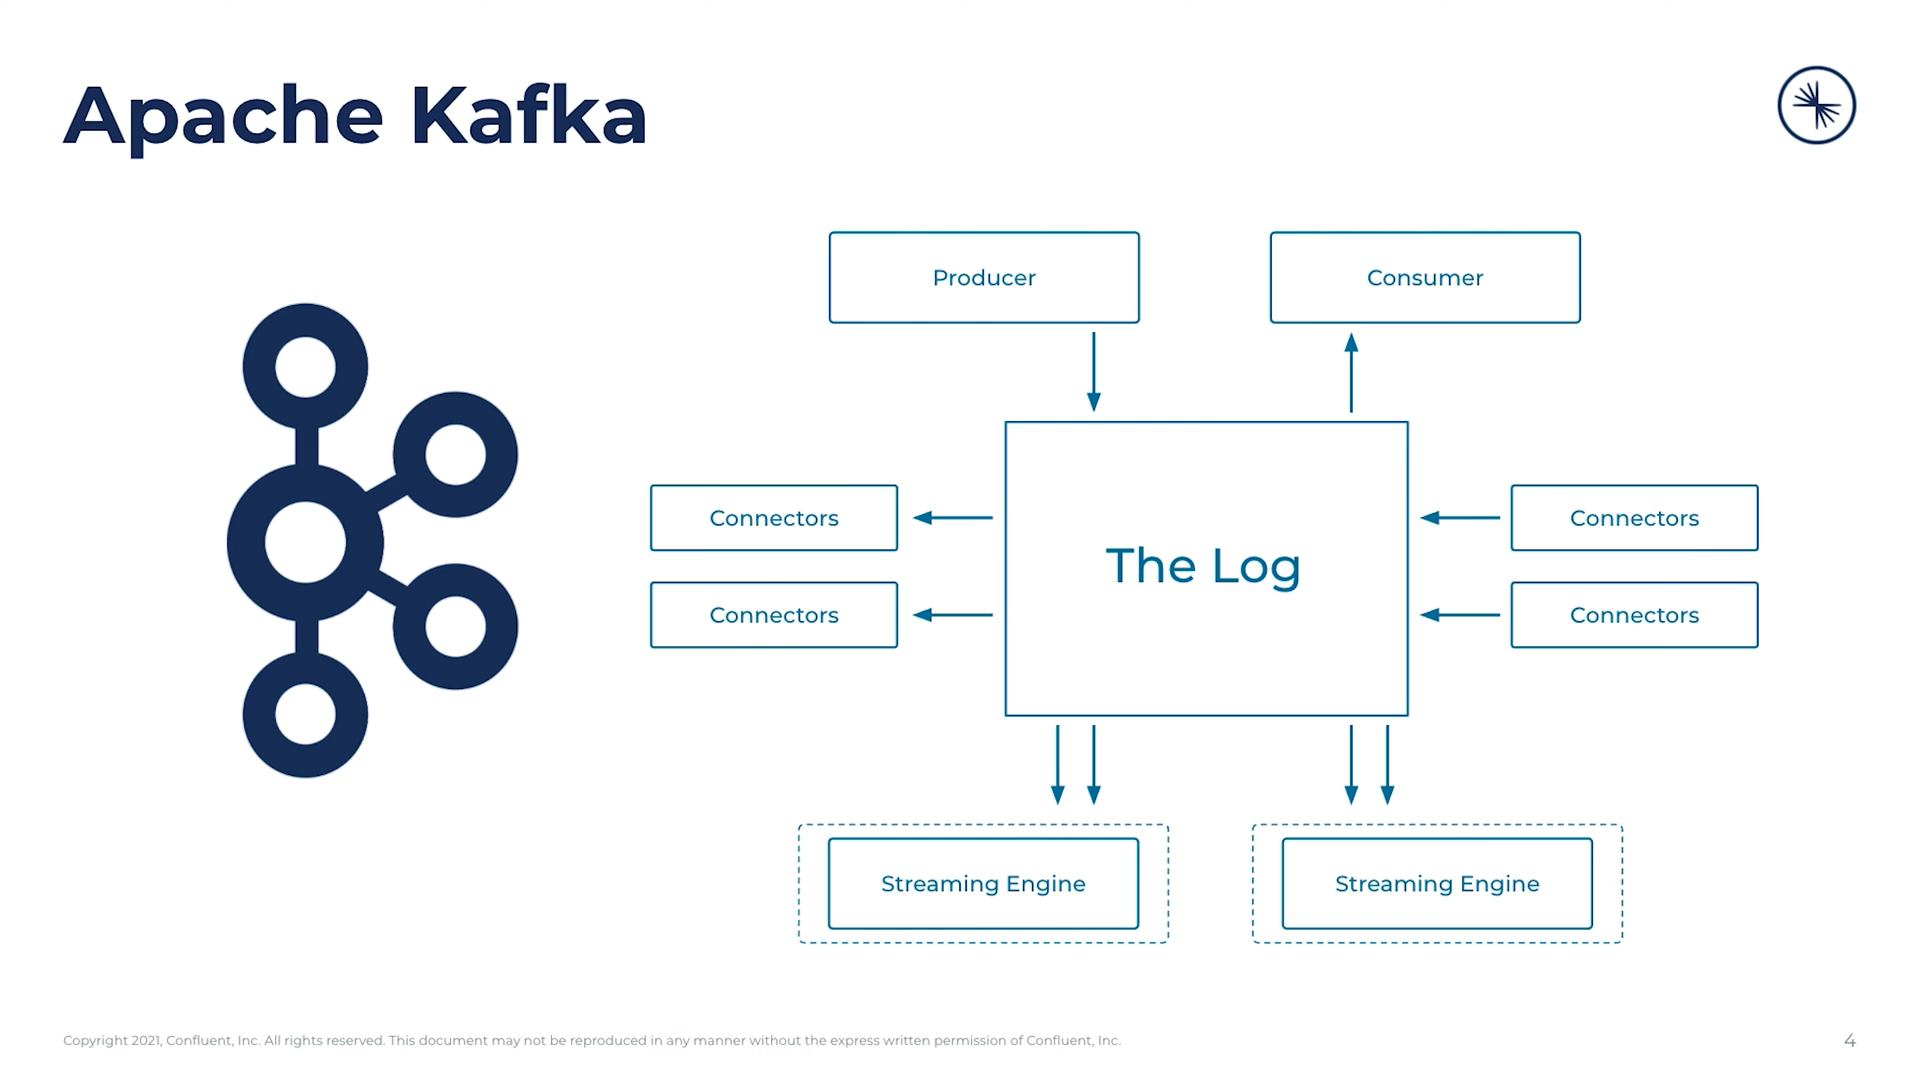 Apache Kafka
Producer
Consumer
Connectors
Connectors
The Log
Connectors
Connectors
Streaming Engine
Streaming Engine
Copyright 2021, Confluent, Inc. All rights reserved. This document may not be reproduced in any manner without the express written permission of Confluent, Inc.
4